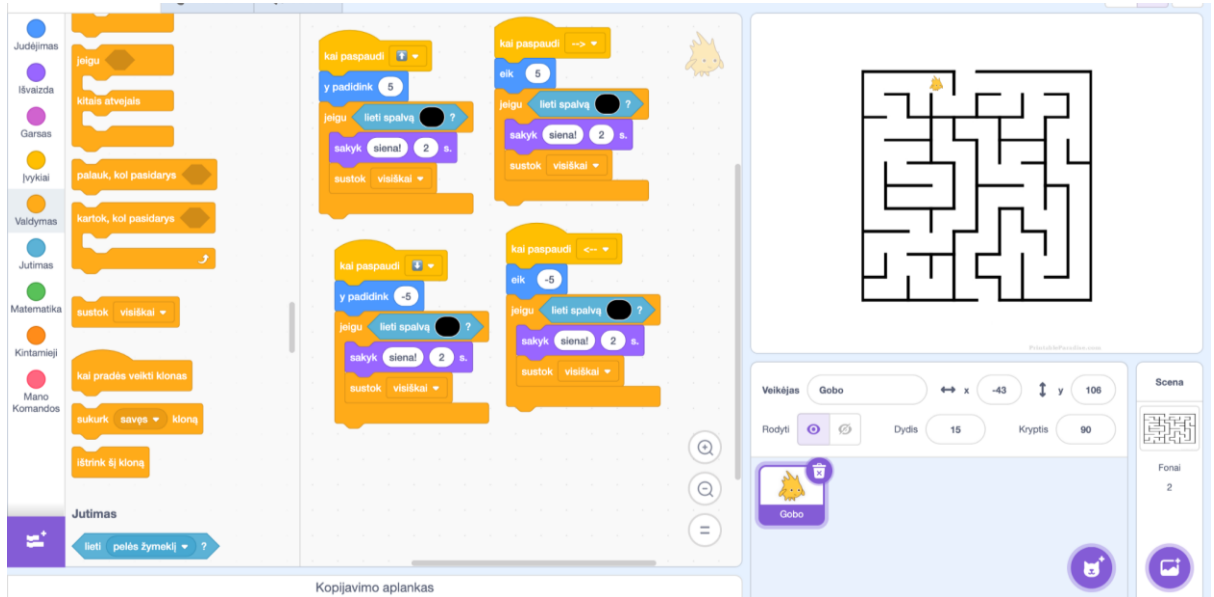 Judėjimas
Išvaizda
Garsas
Įvykiai
Valdymas
Jutimas
Matematika
Kintamieji
Mano
Komandos
jeigu
kitais atvejais
palauk, kol pasidarys
kartok, kol pasidarys
sustok visiškai
kai pradės veikti klonas
sukurk savęs kloną
ištrink šį kloną
Jutimas
lieti pelės žymeklį ?
kai paspaudi
y padidink 5
jeigu lieti spalvą ?
sakyk siena! 2 s.
sustok visiškai
kai paspaudi -->
eik 5
jeigu lieti spalvą ?
sakyk siena! 2 s.
sustok visiškai
kai paspaudi
y padidink -5
jeigu lieti spalvą ?
sakyk siena! 2 s.
sustok visiškai
kai paspaudi <--
eik -5
jeigu lieti spalvą ?
sakyk siena! 2 s.
sustok visiškai
Kopijavimo aplankas
PrintableParadise.com
Veikėjas Gobo x -43 y 106
Rodyti Dydis 15 Kryptis 90
Gobo
Scena
Fonai
2